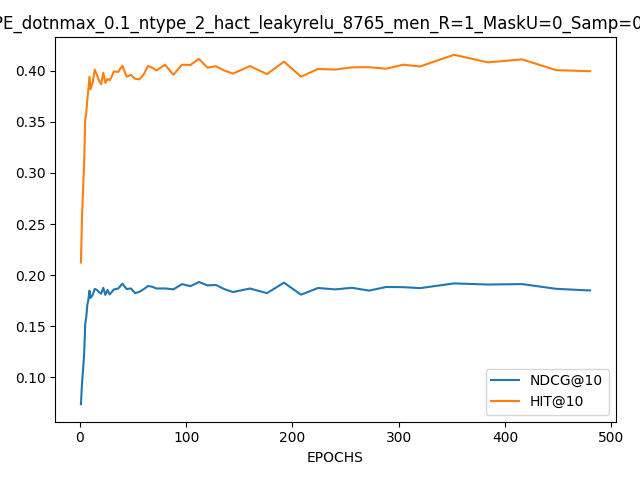 PE_dotnmax_0.1_ntype_2_hact_leakyrelu_8765_men_R=1_MaskU=0_Samp=0
0.40
0.35
0.30
0.25
0.20
0.15
0.10
NDCG@10
HIT@10
0 100 200 300 400 500
EPOCHS